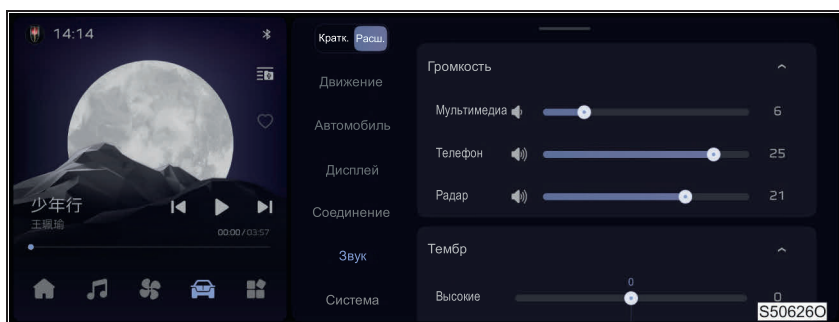 14:14
少年行
王珮瑜
00:00/03:57
Кратк. Расш.
Движение
Автомобиль
Дисплей
Соединение
Звук
Система
Громкость
Мультимедиа 6
Телефон 25
Радар 21
Тембр
0
Высокие 0
S50626O